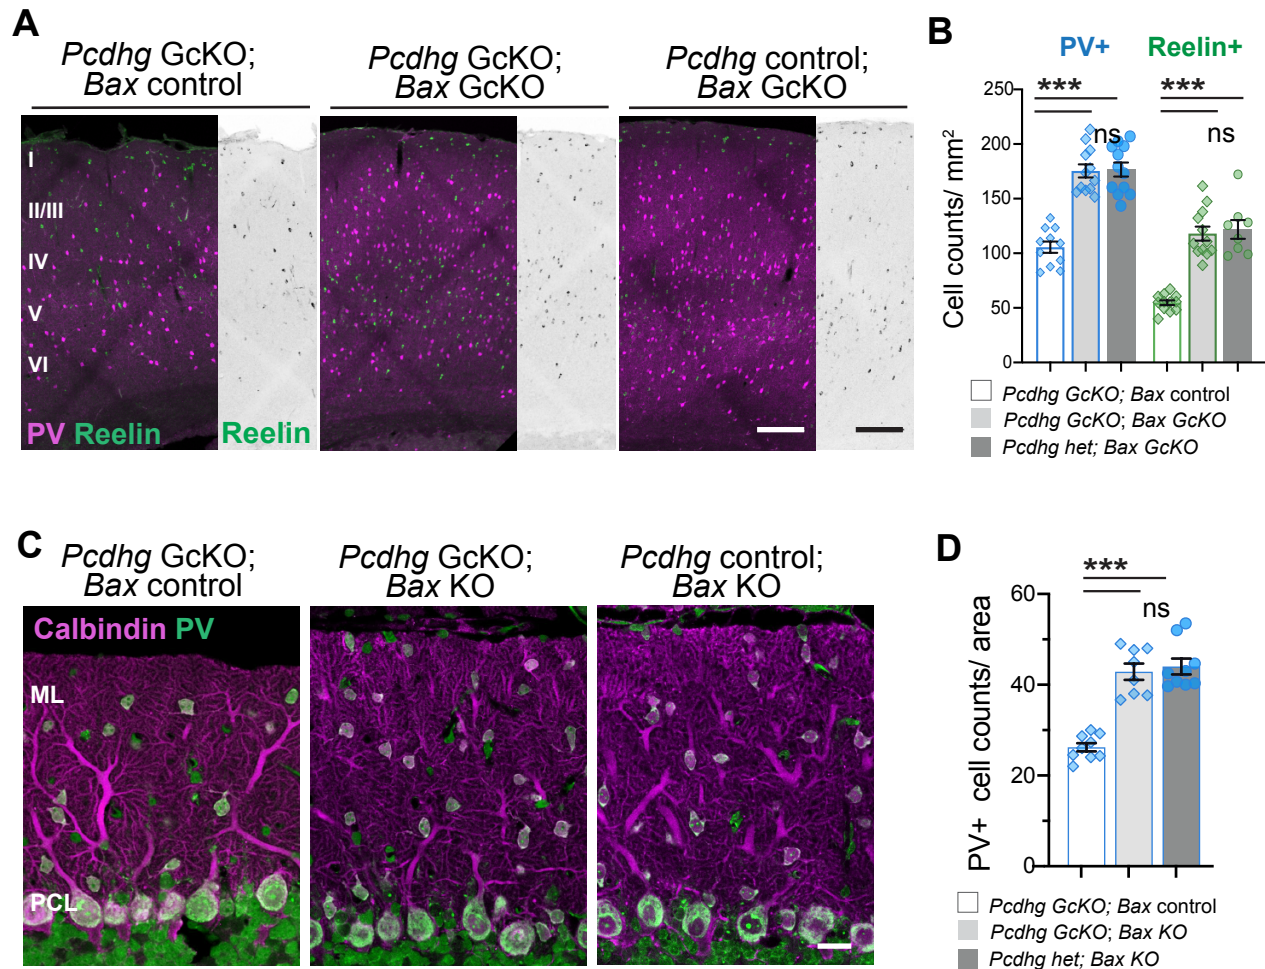 A
Pcdhg GcKO;
Bax control
Pcdhg GcKO;
Bax GcKO
Pcdhg control;
Bax GcKO
I
II/III
IV
V
VI
PV Reelin
Reelin
B
PV+ Reelin+
*** ***
ns ns
Cell counts/ mm²
250
200
150
100
50
0
Pcdhg GcKO; Bax control
Pcdhg GcKO; Bax GcKO
Pcdhg het; Bax GcKO
C
Pcdhg GcKO;
Bax control
Pcdhg GcKO;
Bax KO
Pcdhg control;
Bax KO
Calbindin PV
ML
PCL
D
***
ns
PV+ cell counts/ area
60
40
20
0
Pcdhg GcKO; Bax control
Pcdhg GcKO; Bax KO
Pcdhg het; Bax KO